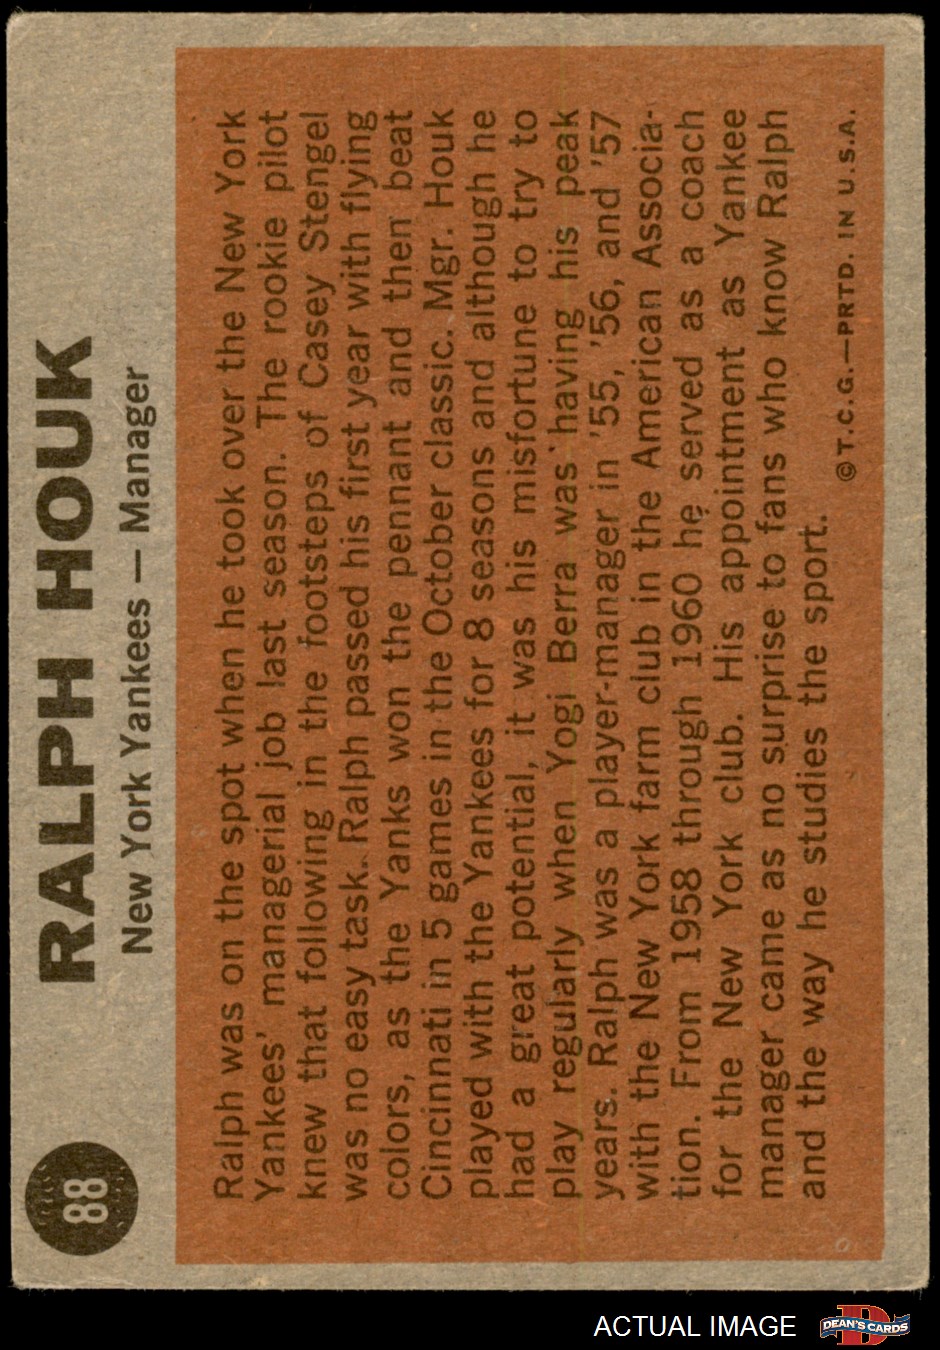 88
RALPH HOUK
New York Yankees — Manager
Ralph was on the spot when he took over the New York
Yankees' managerial job last season. The rookie pilot
knew that following in the footsteps of Casey Stengel
was no easy task. Ralph passed his first year with flying
colors, as the Yanks won the pennant and then beat
Cincinnati in 5 games in the October classic. Mgr. Houk
played with the Yankees for 8 seasons and although he
had a great potential, it was his misfortune to try to
play regularly when Yogi Berra was having his peak
years. Ralph was a player-manager in '55, '56, and '57
with the New York farm club in the American Associa-
tion. From 1958 through 1960 he served as a coach
for the New York club. His appointment as Yankee
manager came as no surprise to fans who know Ralph
and the way he studies the sport.
© T.C.G.—PRTD. IN U.S.A.
ACTUAL IMAGE
D
DEAN'S CARDS